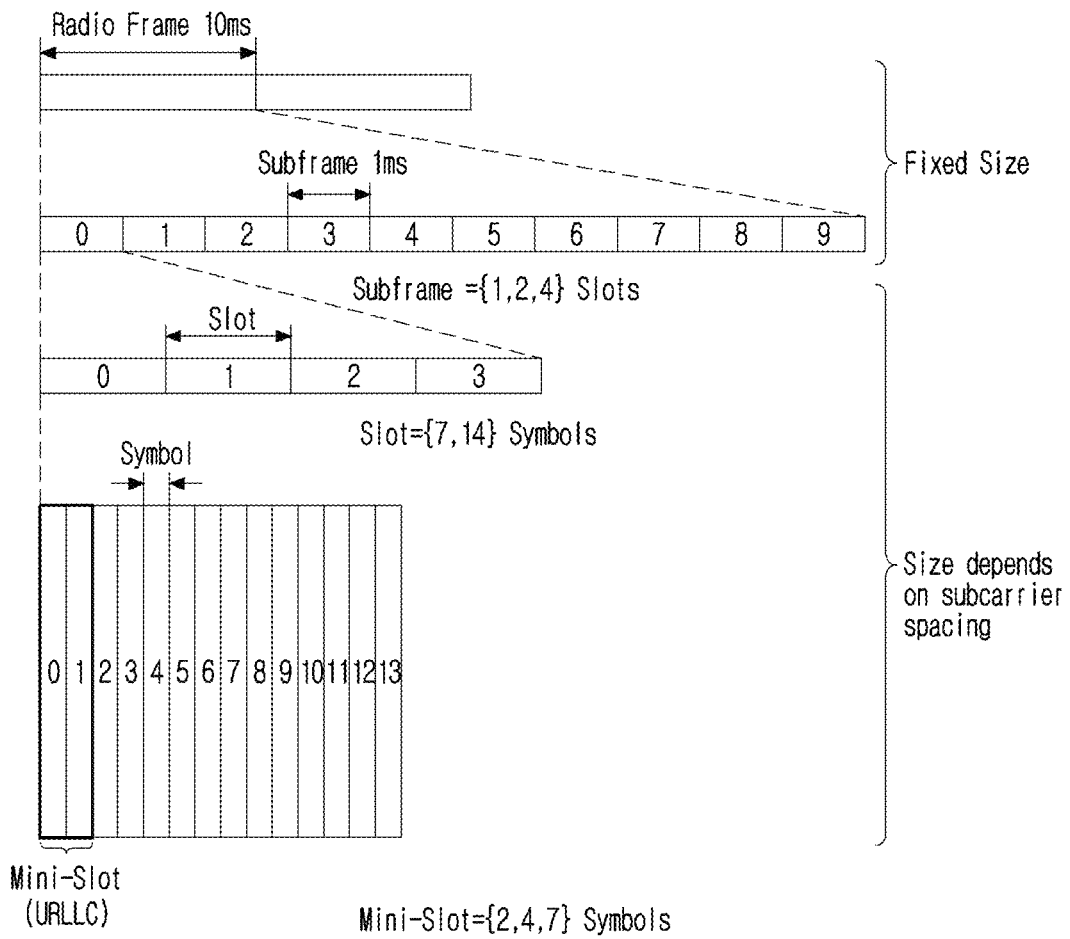 Radio Frame 10ms
Subframe 1ms
Fixed Size
0 1 2 3 4 5 6 7 8 9
Subframe ={1,2,4} Slots
Slot
0 1 2 3
Slot={7,14} Symbols
Symbol
Size depends
on subcarrier
spacing
0 1 2 3 4 5 6 7 8 9 10 11 12 13
Mini-Slot
(URLLC)
Mini-Slot={2,4,7} Symbols